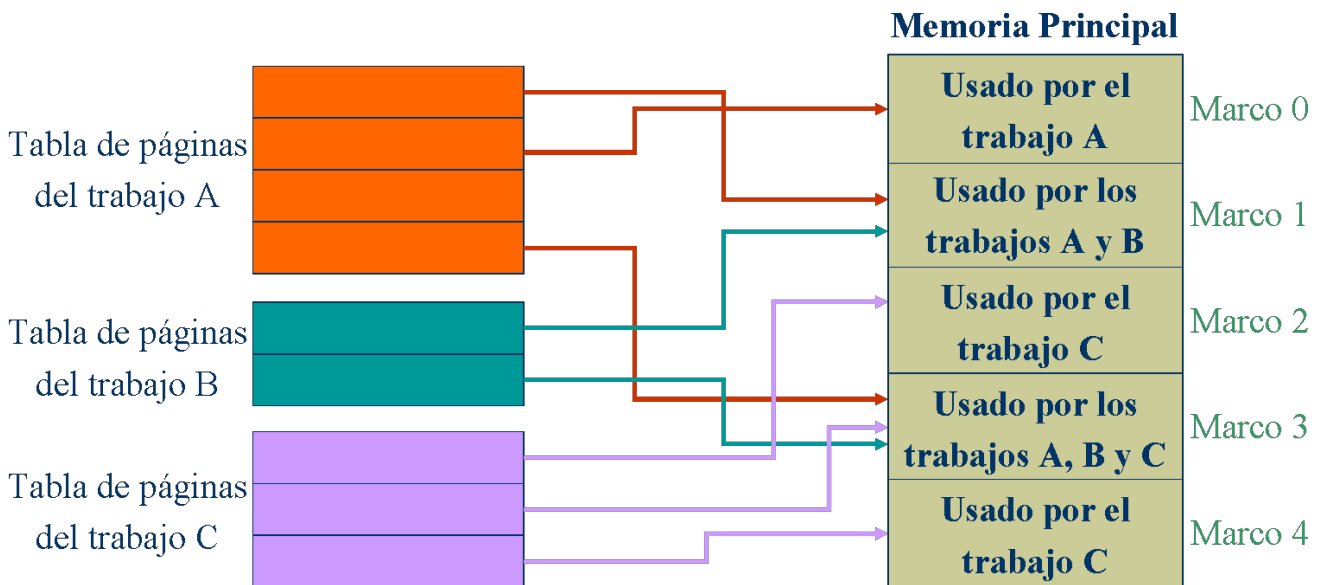 Memoria Principal
Tabla de páginas
del trabajo A
Tabla de páginas
del trabajo B
Tabla de páginas
del trabajo C
Usado por el
trabajo A
Marco 0
Usado por los
trabajos A y B
Marco 1
Usado por el
trabajo C
Marco 2
Usado por los
trabajos A, B y C
Marco 3
Usado por el
trabajo C
Marco 4